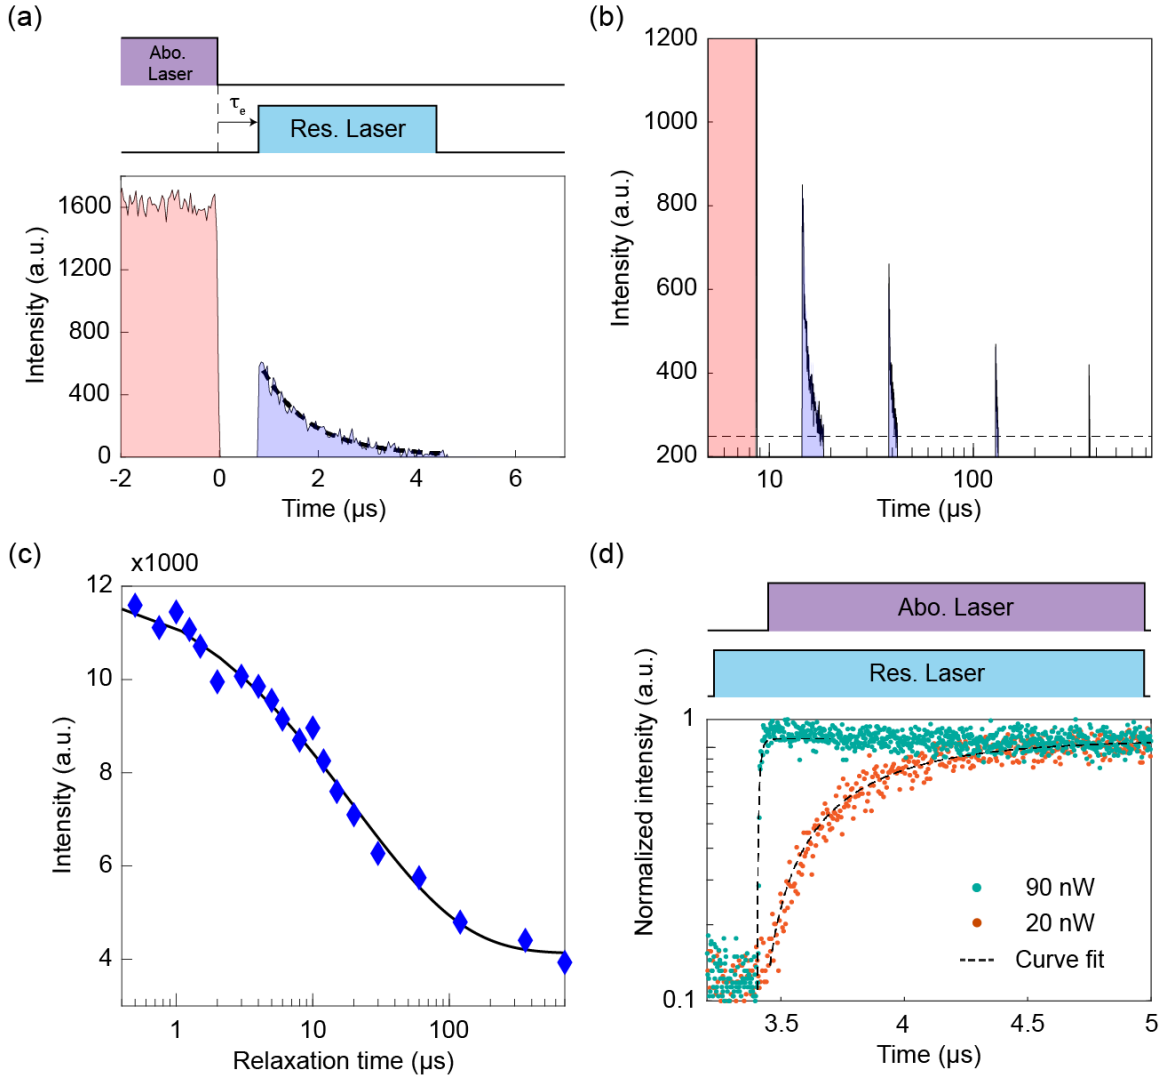 (a)
Abo.
Laser
τe
Res. Laser
1600
1200
800
400
0
Intensity (a.u.)
-2
0
2
4
6
Time (µs)
(b)
1200
1000
800
600
400
200
Intensity (a.u.)
10
100
Time (µs)
(c)
x1000
12
10
8
6
4
Intensity (a.u.)
1
10
100
Relaxation time (µs)
(d)
Abo. Laser
Res. Laser
1
0.1
Normalized intensity (a.u.)
90 nW
20 nW
Curve fit
3.5
4
4.5
5
Time (µs)